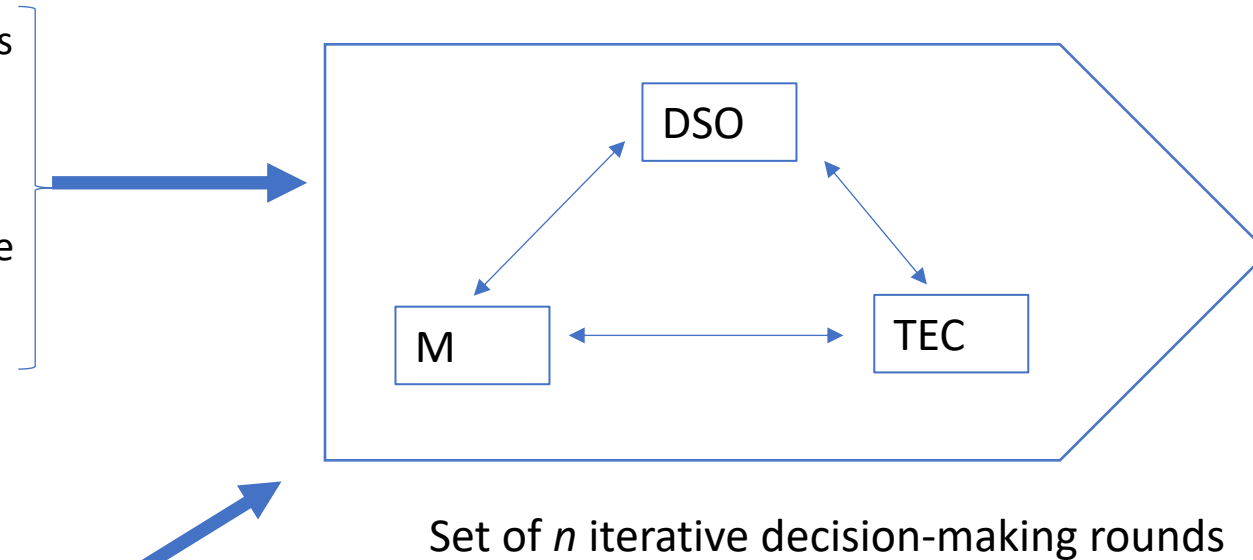 s
DSO
e
M
TEC
Set of n iterative decision-making rounds